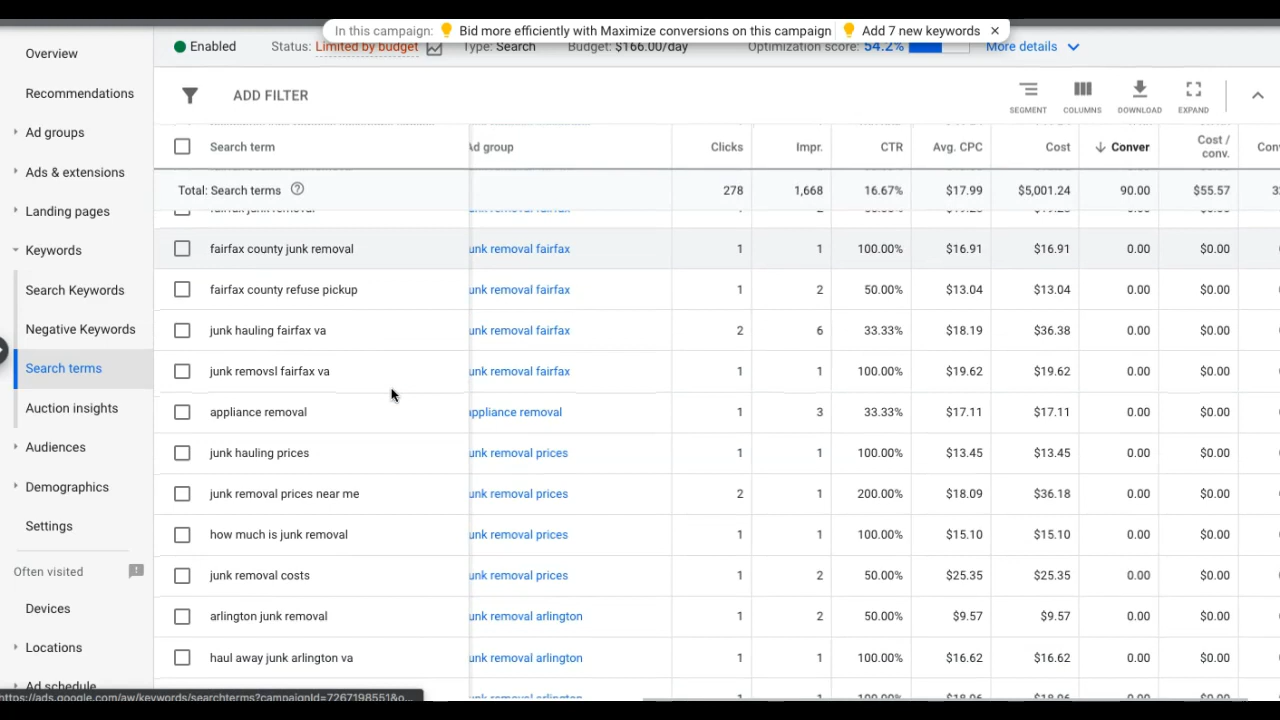 In this campaign: Bid more efficiently with Maximize conversions on this campaign Add 7 new keywords ×
Enabled Status: Limited by budget Type: Search Budget: $166.00/day Optimization score: 54.2% More details
ADD FILTER SEGMENT COLUMNS DOWNLOAD EXPAND
Overview
Recommendations
Ad groups
Ads & extensions
Landing pages
Keywords
Search Keywords
Negative Keywords
Search terms
Auction insights
Audiences
Demographics
Settings
Often visited
Devices
Locations
Ad schedule
Search term Ad group Clicks Impr. CTR Avg. CPC Cost Conver Cost / conv. Conv
Total: Search terms 278 1,668 16.67% $17.99 $5,001.24 90.00 $55.57
fairfax junk removal
fairfax county junk removal unk removal fairfax 1 1 100.00% $16.91 $16.91 0.00 $0.00
fairfax county refuse pickup unk removal fairfax 1 2 50.00% $13.04 $13.04 0.00 $0.00
junk hauling fairfax va unk removal fairfax 2 6 33.33% $18.19 $36.38 0.00 $0.00
junk removsl fairfax va unk removal fairfax 1 1 100.00% $19.62 $19.62 0.00 $0.00
appliance removal appliance removal 1 3 33.33% $17.11 $17.11 0.00 $0.00
junk hauling prices unk removal prices 1 1 100.00% $13.45 $13.45 0.00 $0.00
junk removal prices near me unk removal prices 2 1 200.00% $18.09 $36.18 0.00 $0.00
how much is junk removal unk removal prices 1 1 100.00% $15.10 $15.10 0.00 $0.00
junk removal costs unk removal prices 1 2 50.00% $25.35 $25.35 0.00 $0.00
arlington junk removal unk removal arlington 1 2 50.00% $9.57 $9.57 0.00 $0.00
haul away junk arlington va unk removal arlington 1 1 100.00% $16.62 $16.62 0.00 $0.00
https://ads.google.com/aw/keywords/searchterms?campaignId=7267198551&o...